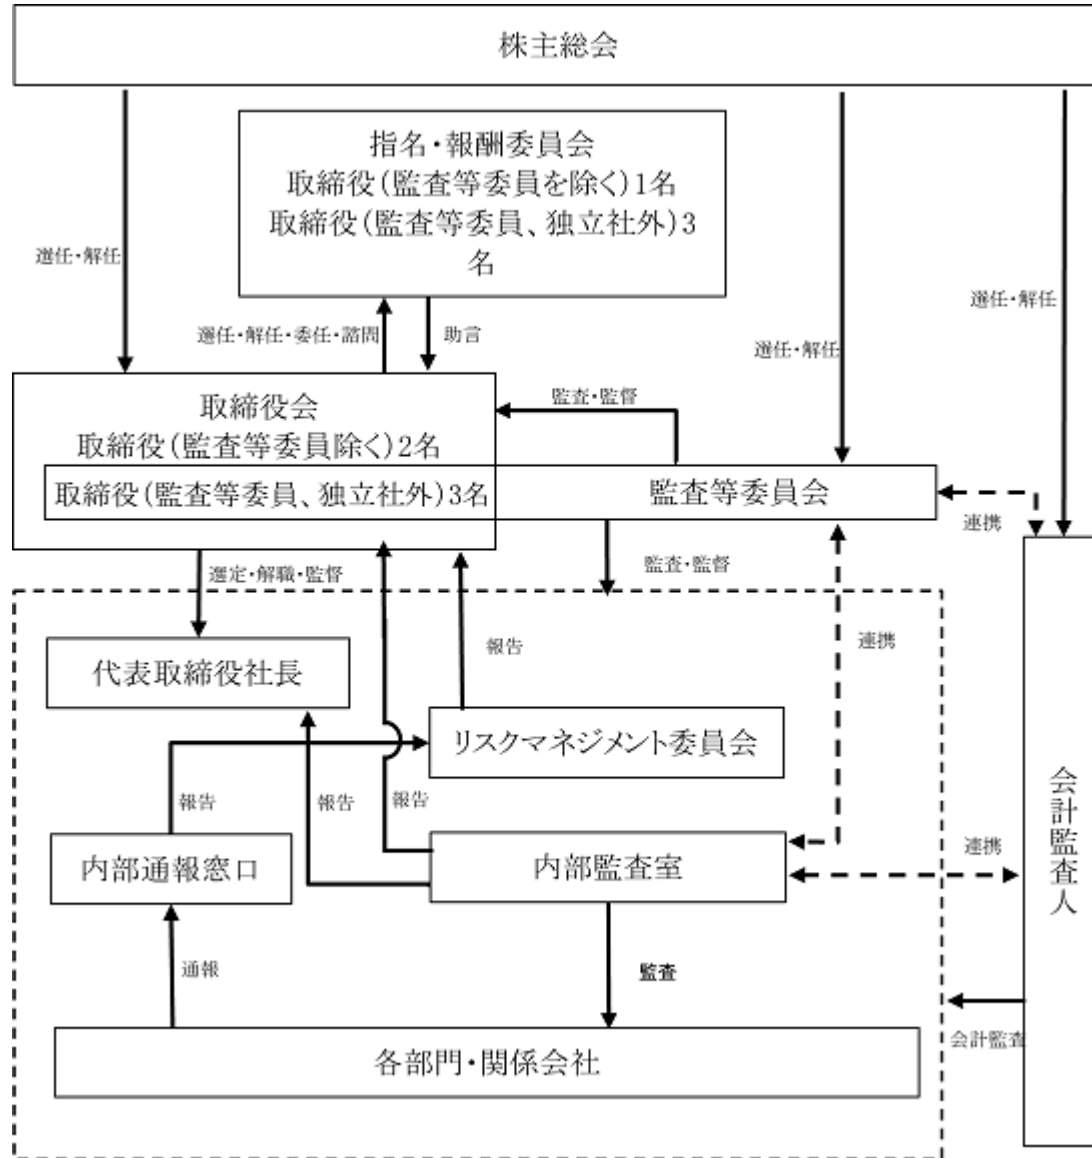 株主総会
指名・報酬委員会
取締役(監査等委員を除く)1名
取締役(監査等委員、独立社外)3
名
選任・解任
選任・解任
選任・解任・委任・諮問
助言
選任・解任
取締役会
取締役(監査等委員除く)2名
取締役(監査等委員、独立社外)3名
監査・監督
監査等委員会
連携
選定・解職・監督
監査・監督
代表取締役社長
報告
連携
リスクマネジメント委員会
報告
報告
報告
内部通報窓口
内部監査室
連携
会計監査人
通報
監査
会計監査
各部門・関係会社